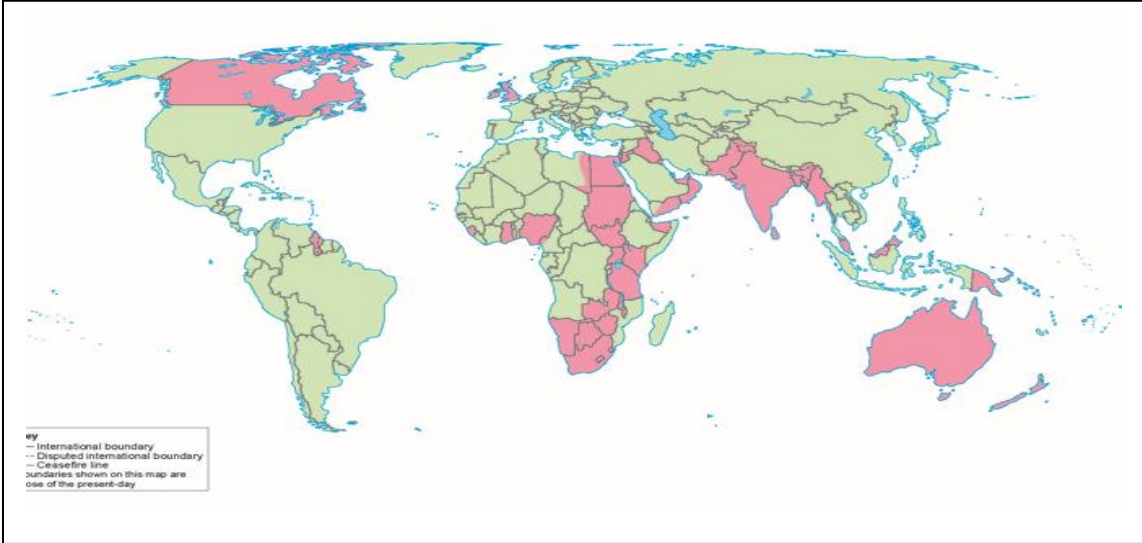 ey
International boundary
Disputed international boundary
Ceasefire line
oundaries shown on this map are
ose of the present-day